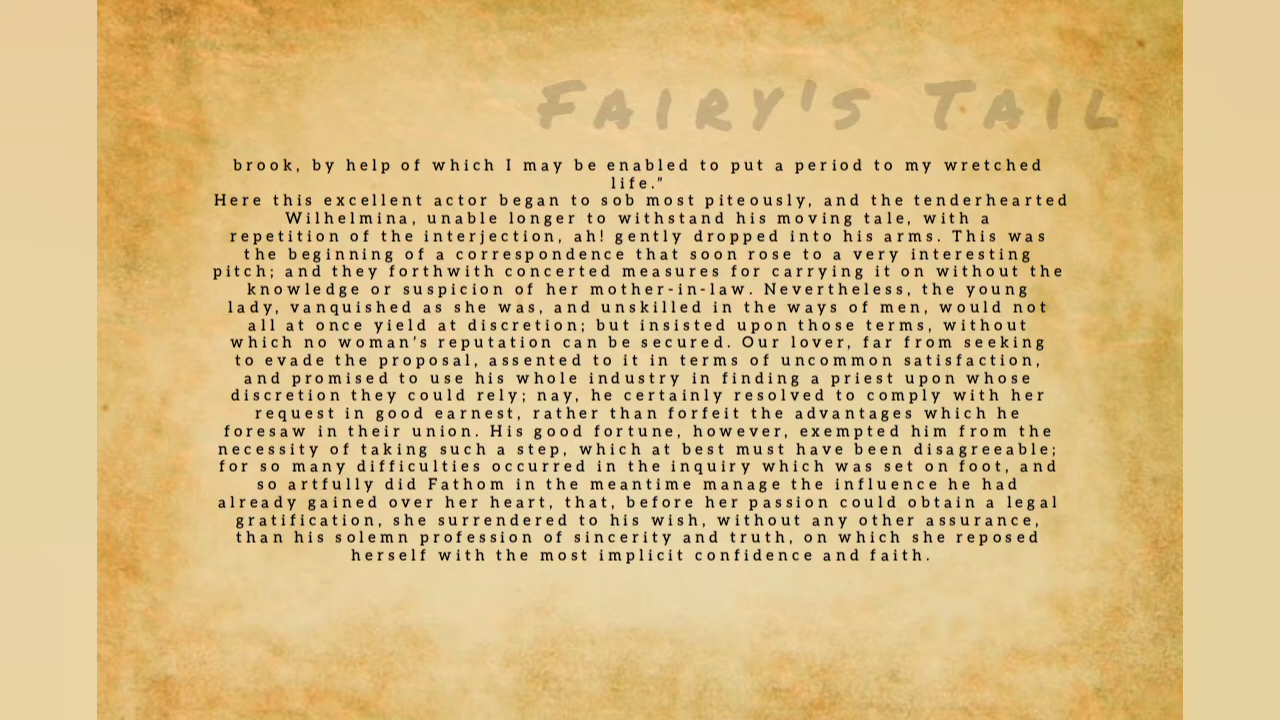 FAIRY'S TAIL
brook, by help of which I may be enabled to put a period to my wretched
life.”
Here this excellent actor began to sob most piteously, and the tenderhearted
Wilhelmina, unable longer to withstand his moving tale, with a
repetition of the interjection, ah! gently dropped into his arms. This was
the beginning of a correspondence that soon rose to a very interesting
pitch; and they forthwith concerted measures for carrying it on without the
knowledge or suspicion of her mother-in-law. Nevertheless, the young
lady, vanquished as she was, and unskilled in the ways of men, would not
all at once yield at discretion; but insisted upon those terms, without
which no woman’s reputation can be secured. Our lover, far from seeking
to evade the proposal, assented to it in terms of uncommon satisfaction,
and promised to use his whole industry in finding a priest upon whose
discretion they could rely; nay, he certainly resolved to comply with her
request in good earnest, rather than forfeit the advantages which he
foresaw in their union. His good fortune, however, exempted him from the
necessity of taking such a step, which at best must have been disagreeable;
for so many difficulties occurred in the inquiry which was set on foot, and
so artfully did Fathom in the meantime manage the influence he had
already gained over her heart, that, before her passion could obtain a legal
gratification, she surrendered to his wish, without any other assurance,
than his solemn profession of sincerity and truth, on which she reposed
herself with the most implicit confidence and faith.